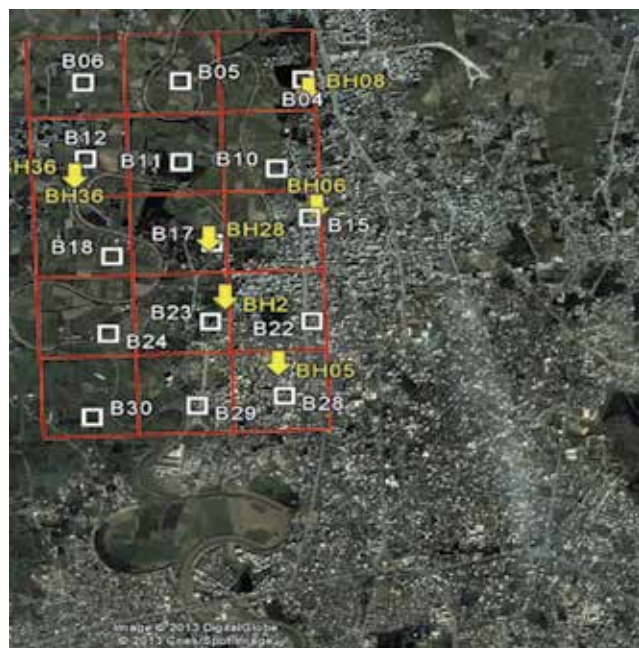 B06
B05
B04
BH08
B12
B11
B10
BH36
BH36
BH06
B15
B17
BH28
B18
BH2
B23
B22
B24
BH05
B30
B29
B28
Image © 2013 DigitalGlobe
© 2013 Cnes/Spot Image